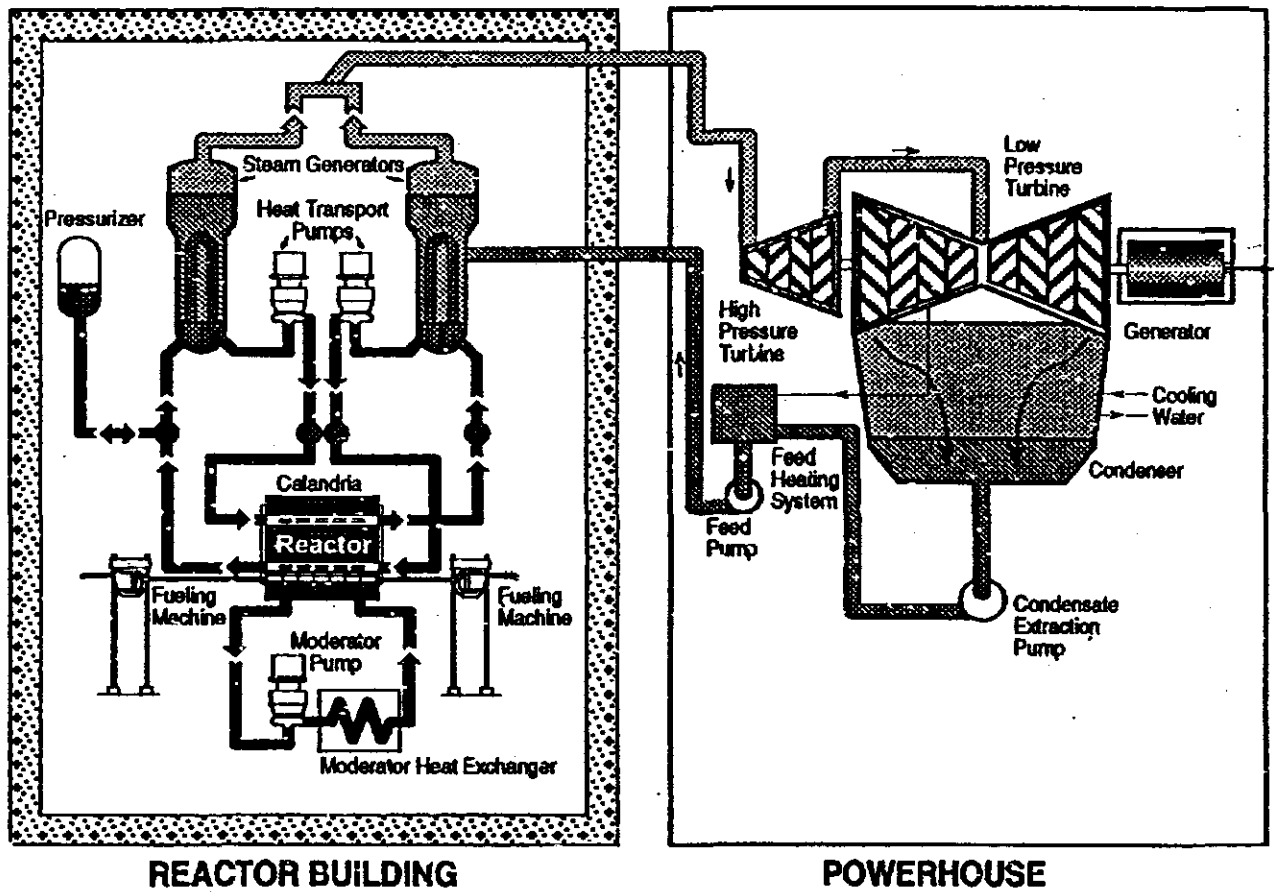 Steam Generators
Pressurizer
Heat Transport
Pumps
Calandria
Reactor
Fueling
Mechine
Fueling
Machine
Moderator
Pump
Moderator Heat Exchanger
REACTOR BUILDING
Low
Pressure
Turbine
High
Pressure
Turbine
Generator
Cooling
Water
Condenser
Feed
Heating
System
Feed
Pump
Condensate
Extraction
Pump
POWERHOUSE